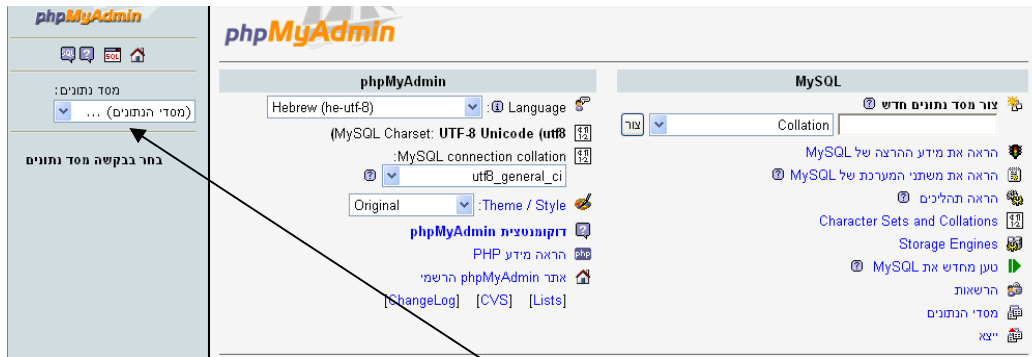 phpMyAdmin
מסד נתונים:
(מסדי הנתונים) ...
בחר בבקשה מסד נתונים
phpMyAdmin
MySQL
צור מסד נתונים חדש
Collation
צור
הראה את מידע ההרצה של MySQL
הראה את משתני המערכת של MySQL
הראה תהליכים
Character Sets and Collations
Storage Engines
טען מחדש את MySQL
הרשאות
מסדי הנתונים
ייצא
phpMyAdmin
Language :
Hebrew (he-utf-8)
(MySQL Charset: UTF-8 Unicode (utf8
:MySQL connection collation
utf8_general_ci
:Theme / Style
Original
דוקומנטצית phpMyAdmin
הראה מידע PHP
אתר phpMyAdmin הרשמי
[ChangeLog] [CVS] [Lists]